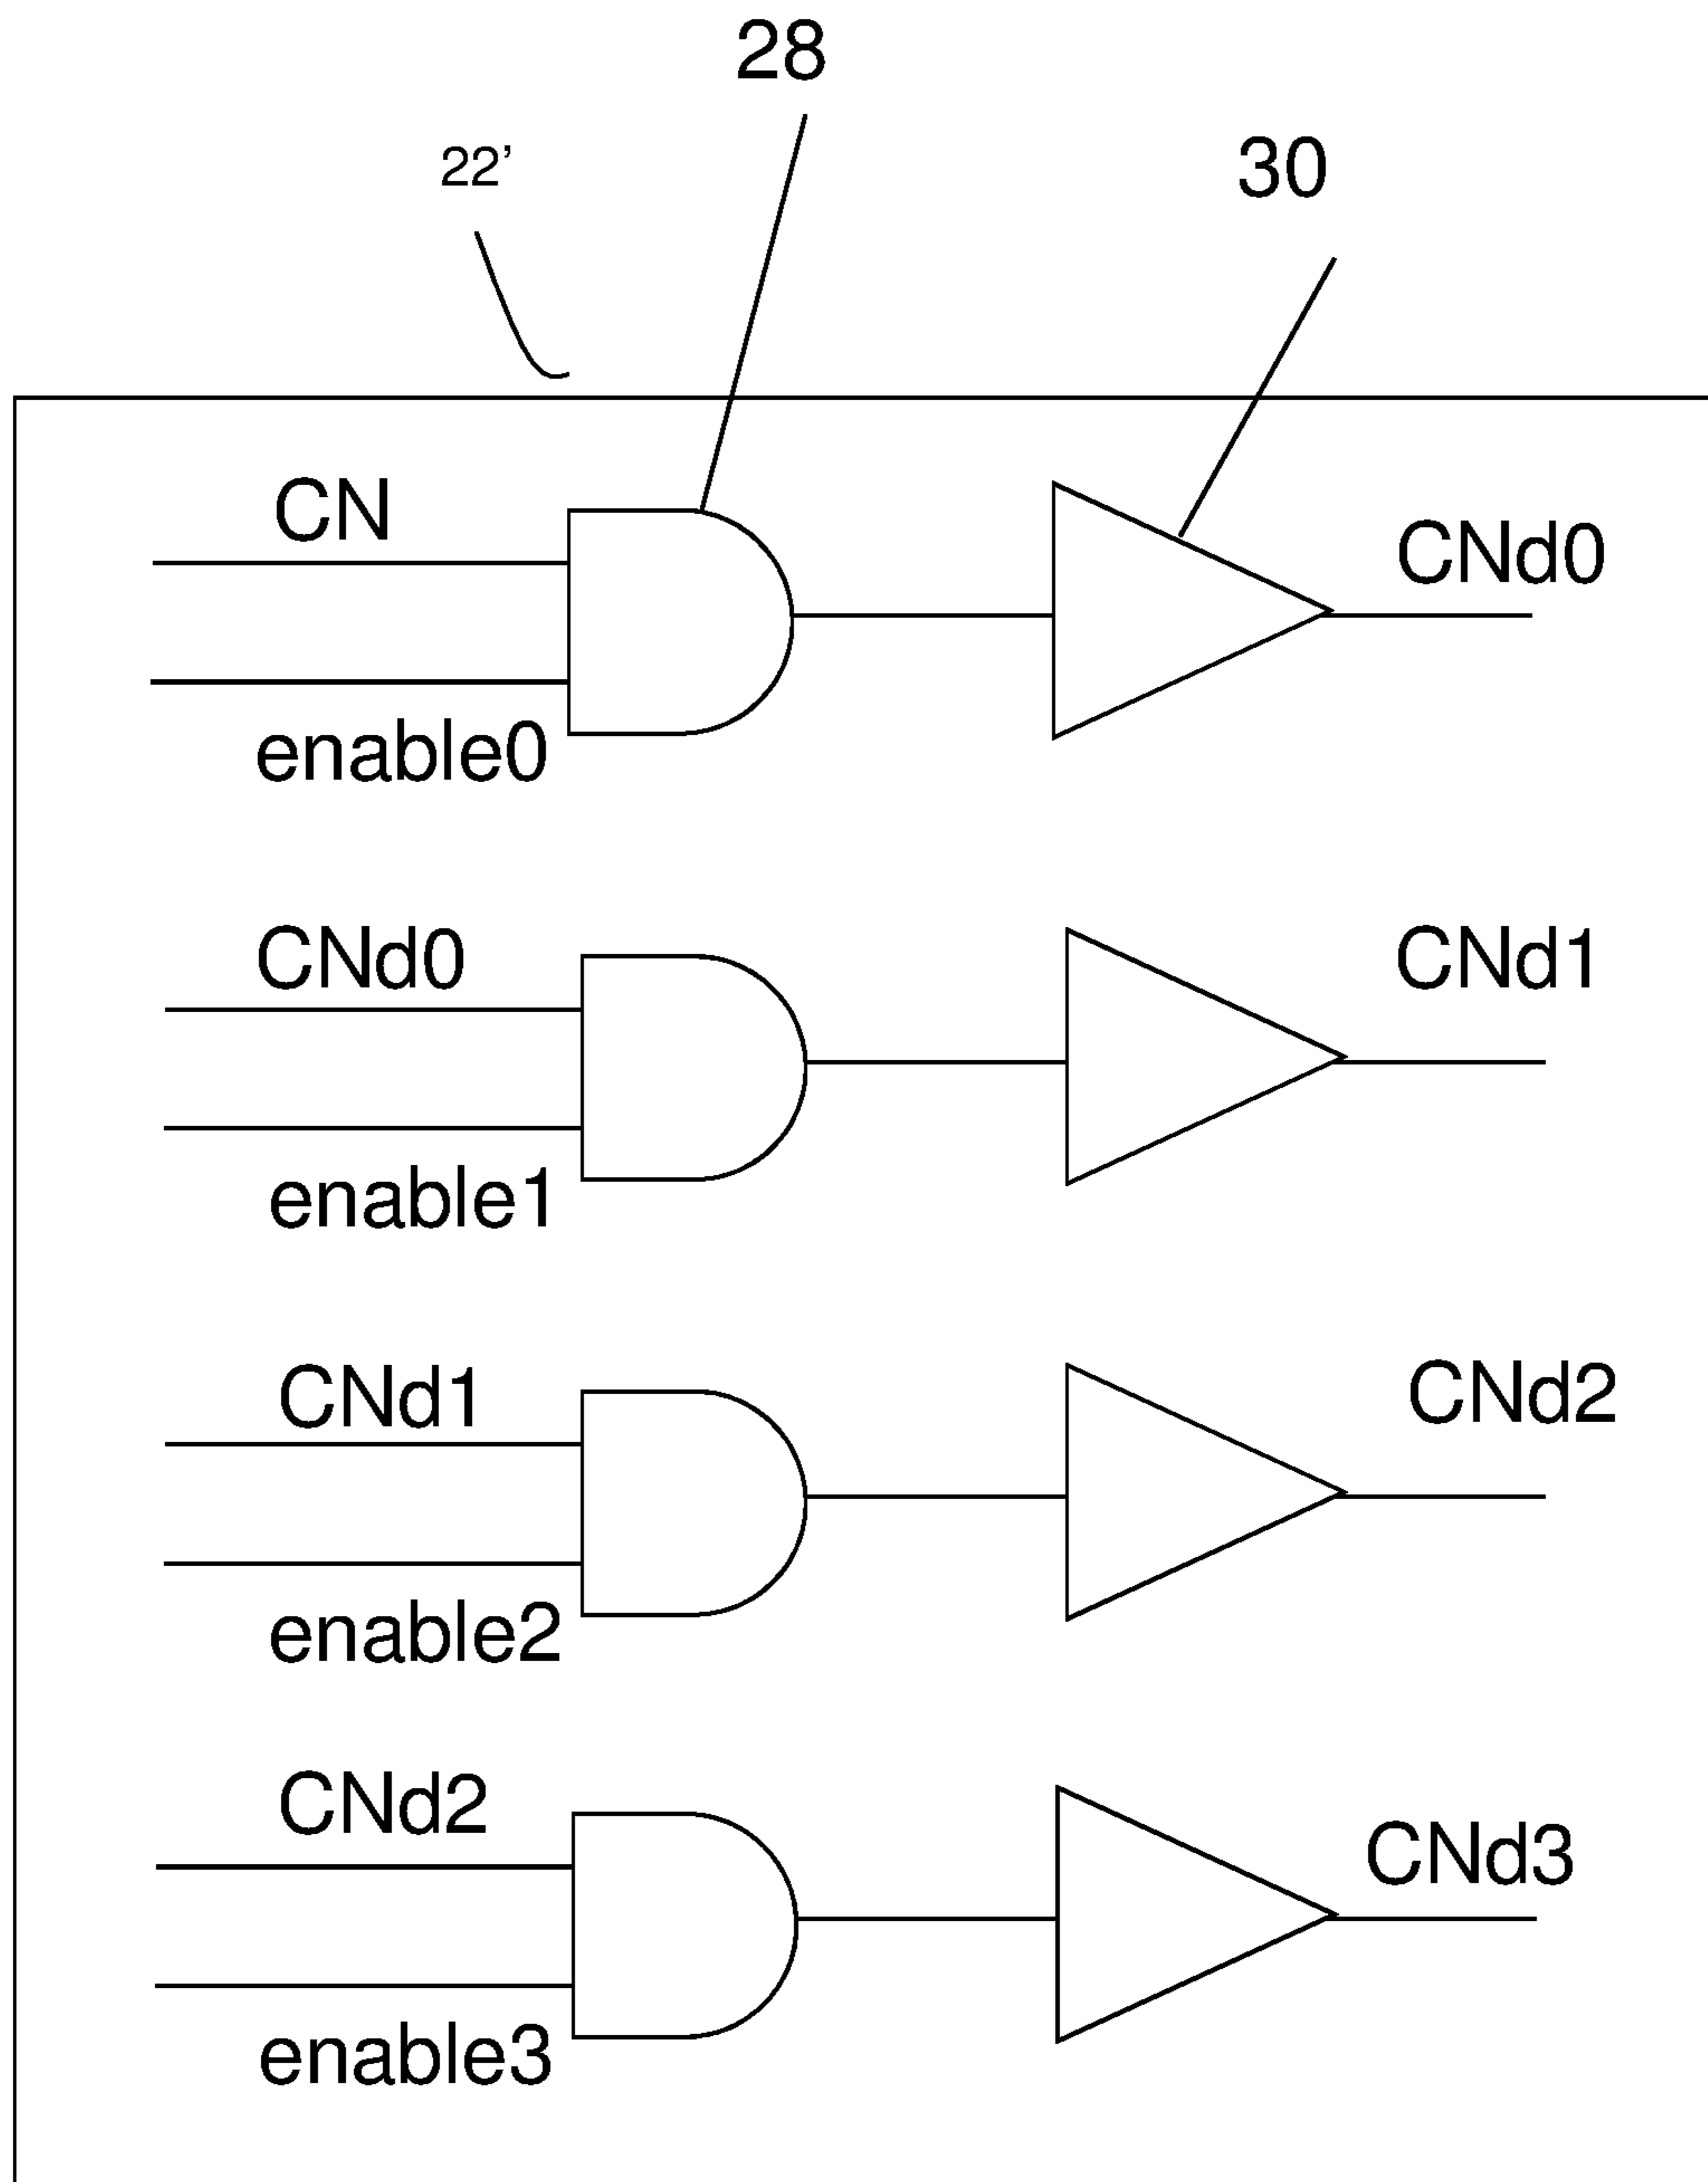 28
22'
30
CN
CNd0
enable0
CNd0
CNd1
enable1
CNd1
CNd2
enable2
CNd2
CNd3
enable3